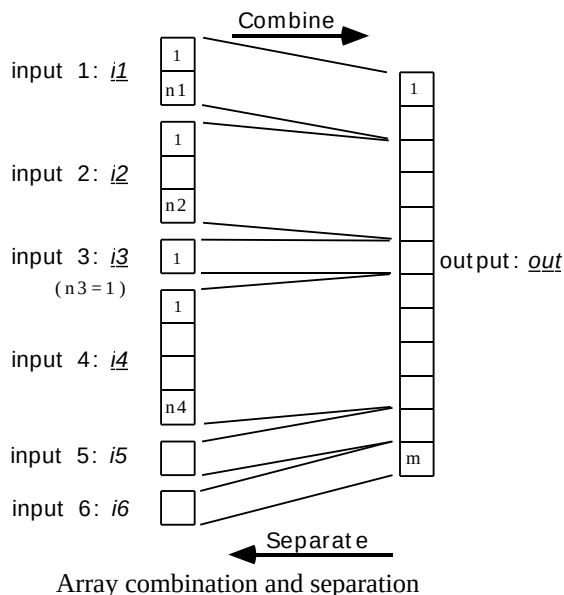 Combine
1
input 1: i1
n1
1
1
input 2: i2
n2
input 3: i3
1
output: out
(n3=1)
1
input 4: i4
n4
input 5: i5
m
input 6: i6
Separate
Array combination and separation